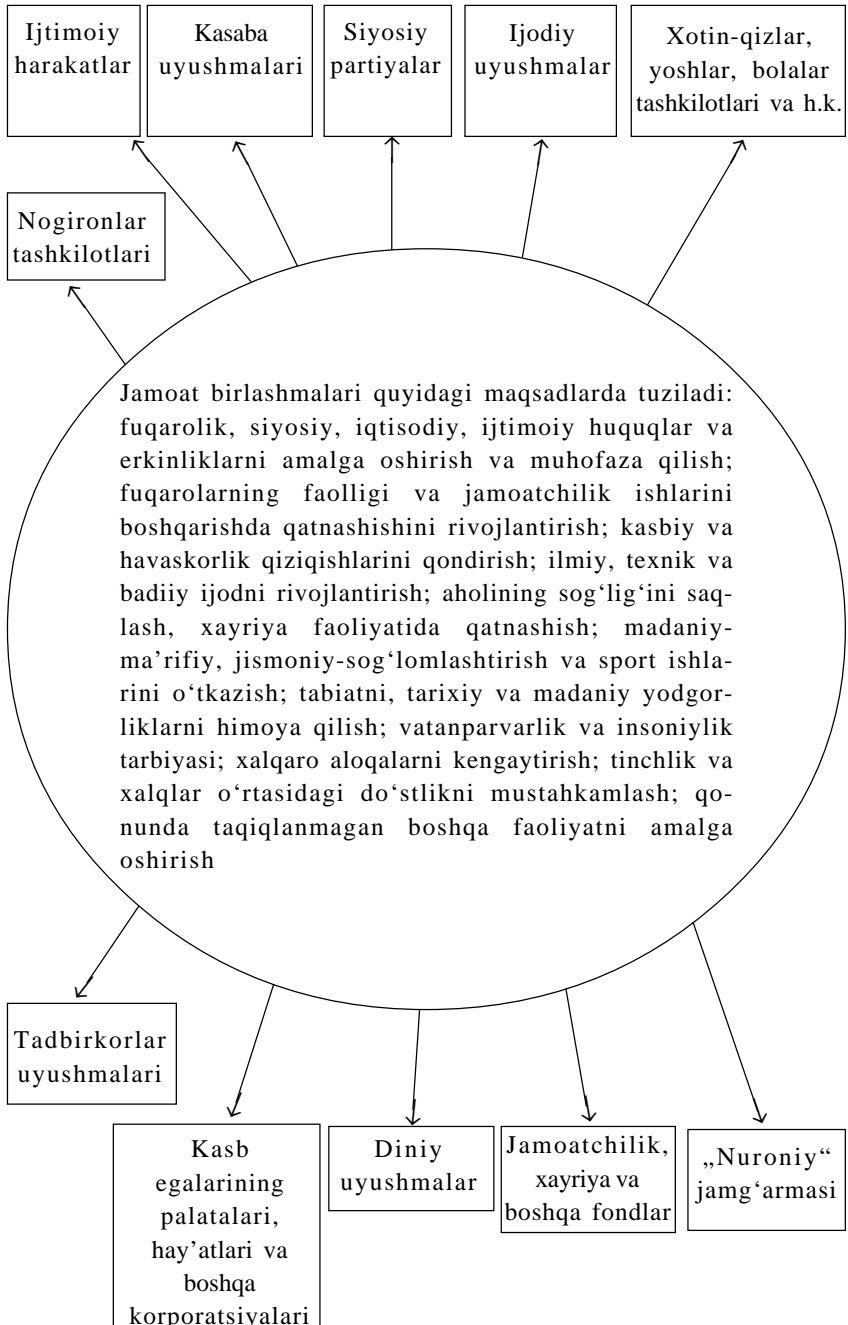 Ijtimoiy
harakatlar
Kasaba
uyushmalari
Siyosiy
partiyalar
Ijodiy
uyushmalar
Xotin-qizlar,
yoshlar, bolalar
tashkilotlari va h.k.
Nogironlar
tashkilotlari
Jamoat birlashmalari quyidagi maqsadlarda tuziladi:
fuqarolik, siyosiy, iqtisodiy, ijtimoiy huquqlar va
erkinliklarni amalga oshirish va muhofaza qilish;
fuqarolarning faolligi va jamoatchilik ishlarini
boshqarishda qatnashishini rivojlantirish; kasbiy va
havaskorlik qiziqishlarini qondirish; ilmiy, texnik va
badiiy ijodni rivojlantirish; aholining sog‘lig‘ini saq-
lash, xayriya faoliyatida qatnashish; madaniy-
ma’rifiy, jismoniy-sog‘lomlashtirish va sport ishla-
rini o‘tkazish; tabiatni, tarixiy va madaniy yodgor-
liklarni himoya qilish; vatanparvarlik va insoniylik
tarbiyasi; xalqaro aloqalarni kengaytirish; tinchlik va
xalqlar o‘rtasidagi do‘stlikni mustahkamlash; qo-
nunda taqiqlanmagan boshqa faoliyatni amalga
oshirish
Tadbirkorlar
uyushmalari
Kasb
egalarining
palatalari,
hay’atlari va
boshqa
korporatsiyalari
Diniy
uyushmalar
Jamoatchilik,
xayriya va
boshqa fondlar
„Nuroniy“
jamg‘armasi